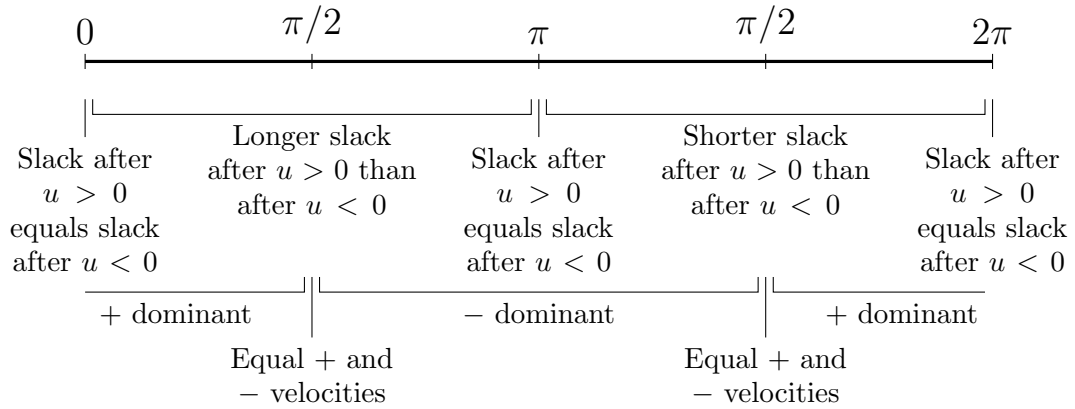 0 π/2 π π/2 2π
Slack after
u > 0
equals slack
after u < 0
Longer slack
after u > 0 than
after u < 0
Slack after
u > 0
equals slack
after u < 0
Shorter slack
after u > 0 than
after u < 0
Slack after
u > 0
equals slack
after u < 0
+ dominant
− dominant
+ dominant
Equal + and
− velocities
Equal + and
− velocities